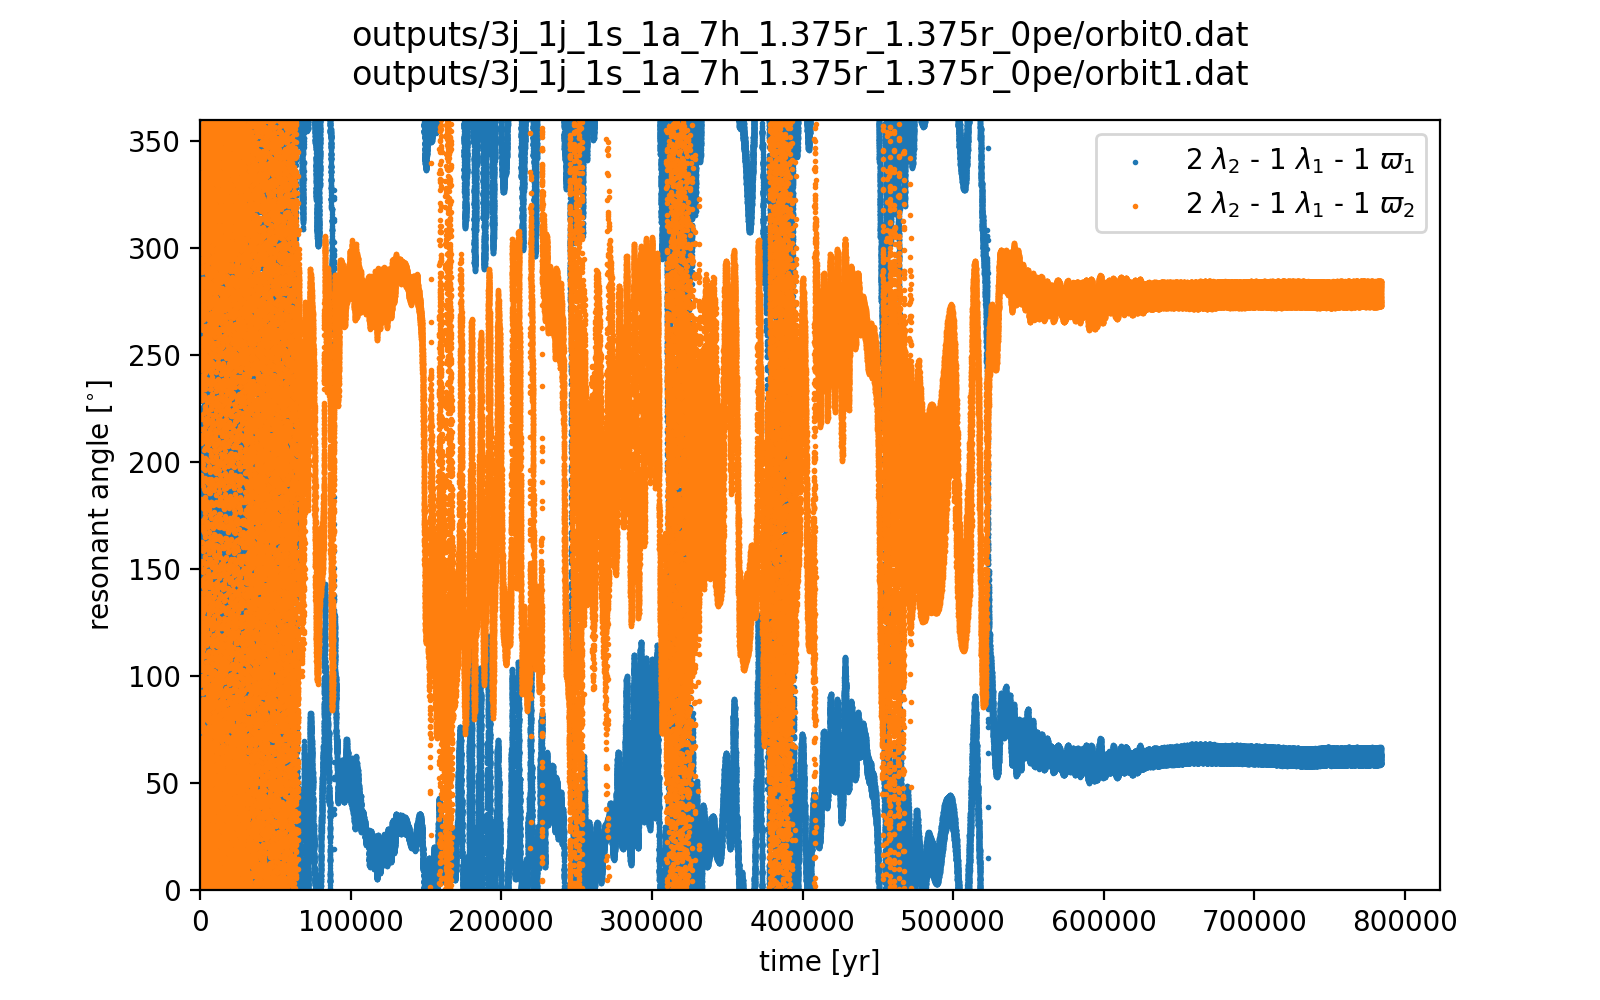 outputs/3j_1j_1s_1a_7h_1.375r_1.375r_0pe/orbit0.dat
outputs/3j_1j_1s_1a_7h_1.375r_1.375r_0pe/orbit1.dat
350
300
250
200
150
100
50
0
resonant angle [°]
2 λ₂ - 1 λ₁ - 1 ϖ₁
2 λ₂ - 1 λ₁ - 1 ϖ₂
0
100000
200000
300000
400000
500000
600000
700000
800000
time [yr]